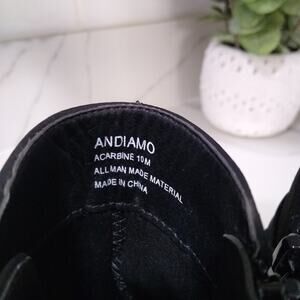 ANDIAMO
ACARBINE 10M
ALL MAN MADE MATERIAL
MADE IN CHINA